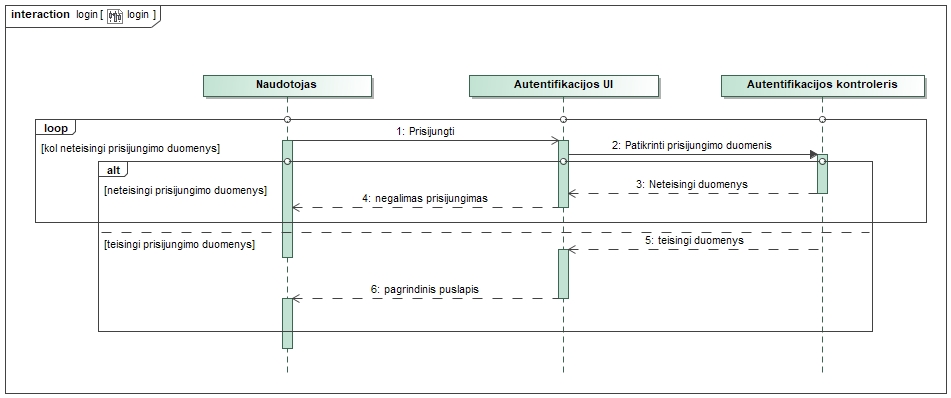 interaction login [ login ]
Naudotojas
Autentifikacijos UI
Autentifikacijos kontroleris
loop
[kol neteisingi prisijungimo duomenys]
1: Prisijungti
2: Patikrinti prisijungimo duomenis
alt
[neteisingi prisijungimo duomenys]
3: Neteisingi duomenys
4: negalimas prisijungimas
[teisingi prisijungimo duomenys]
5: teisingi duomenys
6: pagrindinis puslapis